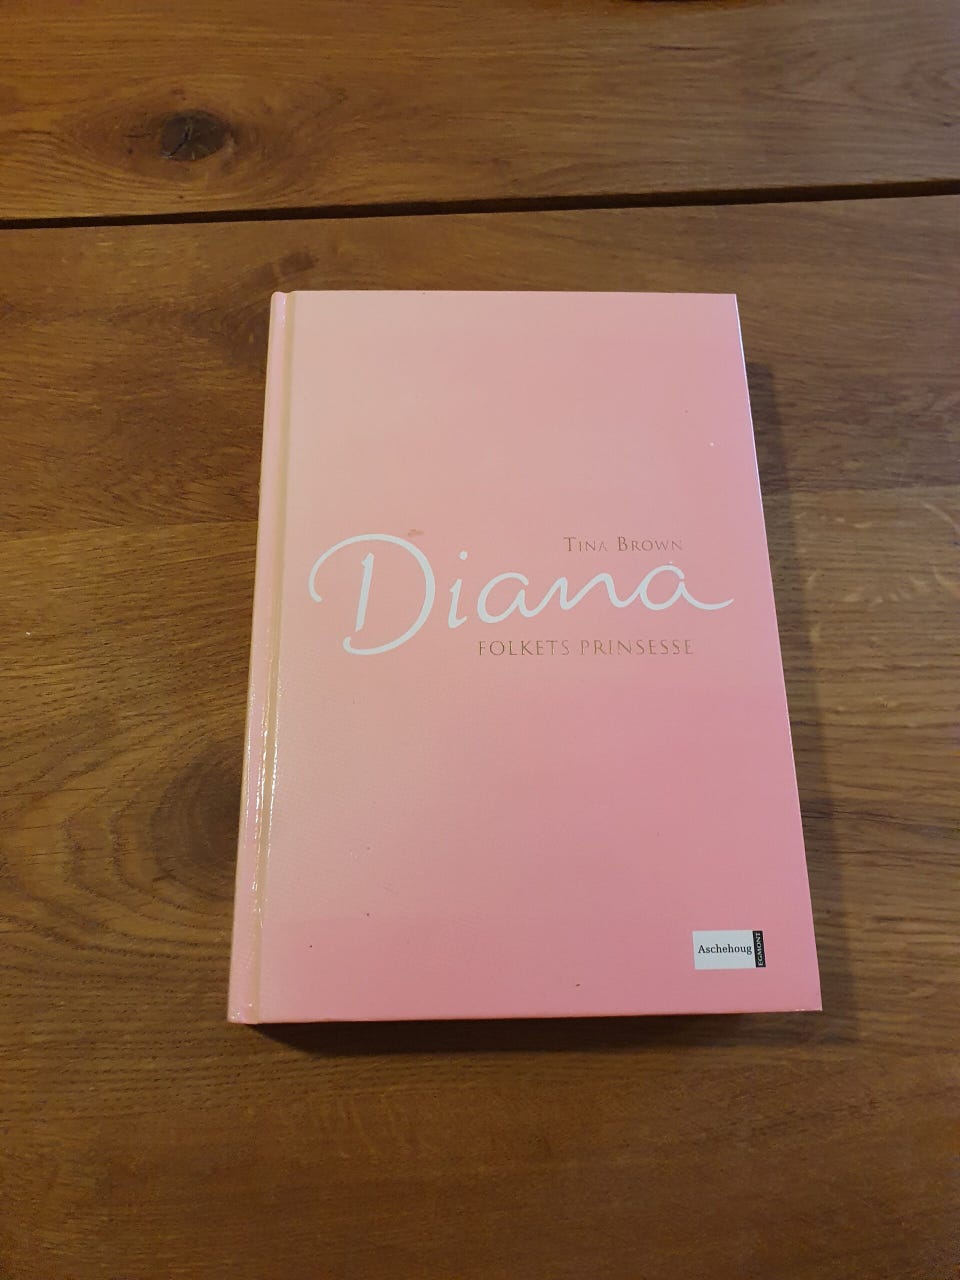 TINA BROWN
Diana
FOLKETS PRINSESSE
Aschehoug
EGMONT